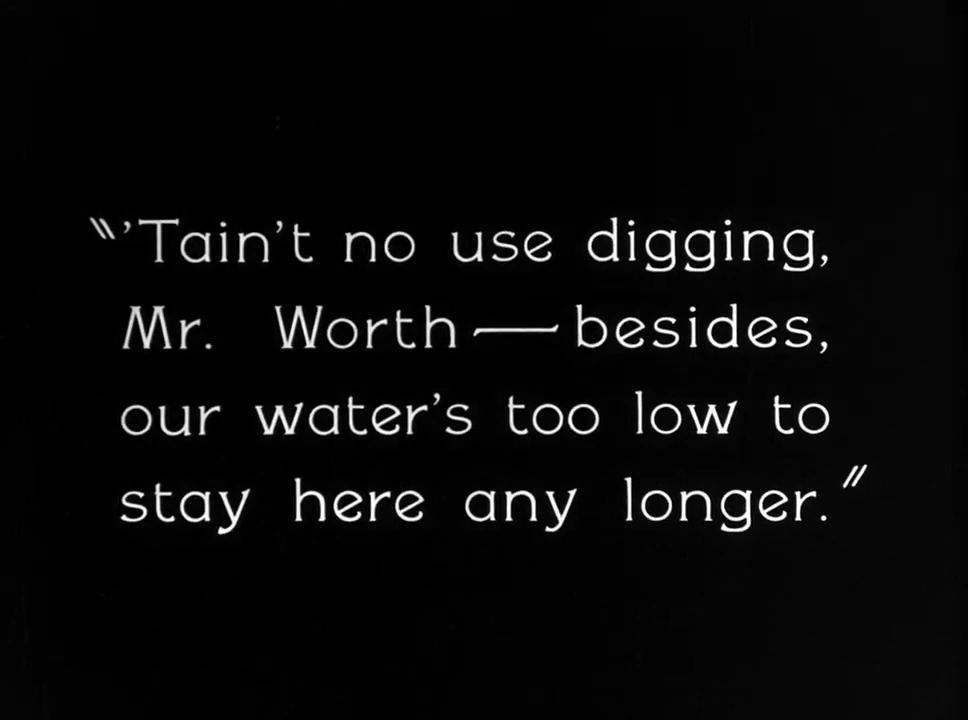 "'Tain't no use digging,
Mr. Worth — besides,
our water's too low to
stay here any longer."